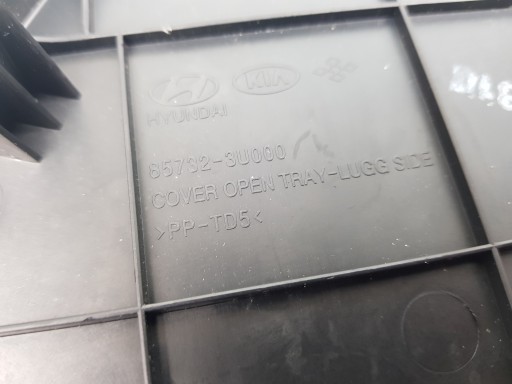 KIA
HYUNDAI
85732-3U000
COVER OPEN TRAY-LUGG SIDE
>PP-TD5<